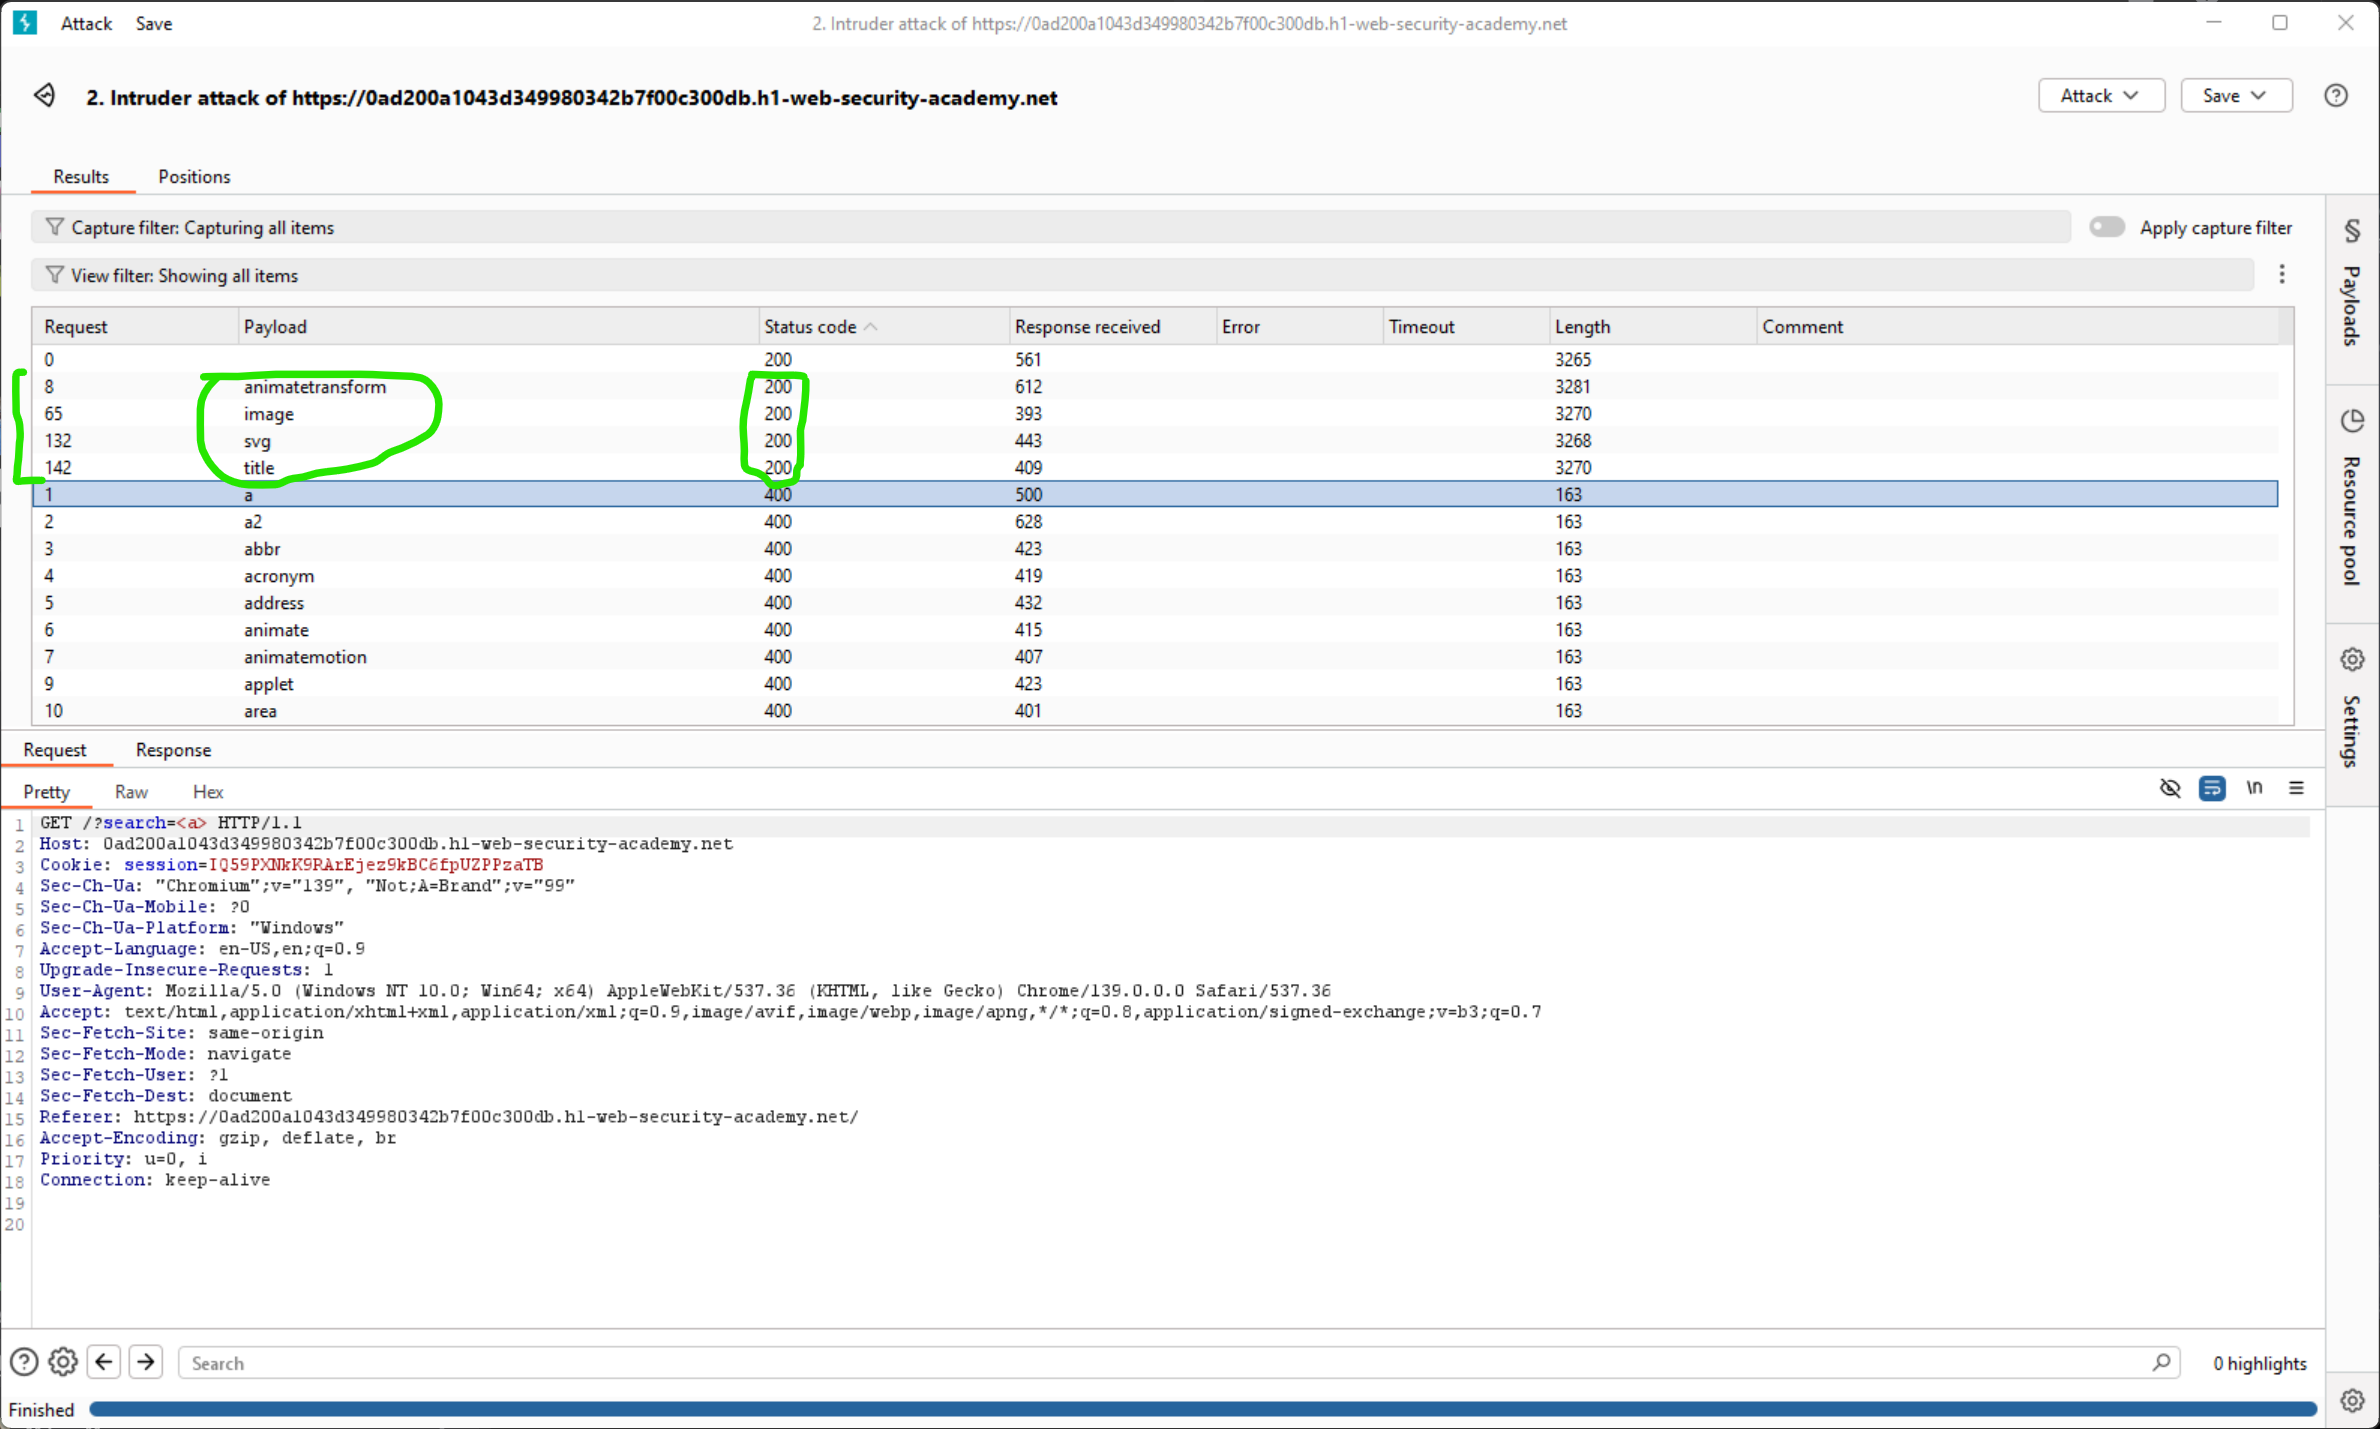 Attack Save 2. Intruder attack of https://0ad200a1043d349980342b7f00c300db.h1-web-security-academy.net
2. Intruder attack of https://0ad200a1043d349980342b7f00c300db.h1-web-security-academy.net Attack Save
Results Positions
Capture filter: Capturing all items Apply capture filter
View filter: Showing all items
Request Payload Status code Response received Error Timeout Length Comment
0 200 561 3265
8 animatetransform 200 612 3281
65 image 200 393 3270
132 svg 200 443 3268
142 title 200 409 3270
1 a 400 500 163
2 a2 400 628 163
3 abbr 400 423 163
4 acronym 400 419 163
5 address 400 432 163
6 animate 400 415 163
7 animatemotion 400 407 163
9 applet 400 423 163
10 area 400 401 163
Payloads
Resource pool
Settings
Request Response
Pretty Raw Hex \n
1 GET /?search=<a> HTTP/1.1
2 Host: 0ad200a1043d349980342b7f00c300db.h1-web-security-academy.net
3 Cookie: session=IQ59PXNkK9RArEjez9kBC6fpUZPPzaTB
4 Sec-Ch-Ua: "Chromium";v="139", "Not;A=Brand";v="99"
5 Sec-Ch-Ua-Mobile: ?0
6 Sec-Ch-Ua-Platform: "Windows"
7 Accept-Language: en-US,en;q=0.9
8 Upgrade-Insecure-Requests: 1
9 User-Agent: Mozilla/5.0 (Windows NT 10.0; Win64; x64) AppleWebKit/537.36 (KHTML, like Gecko) Chrome/139.0.0.0 Safari/537.36
10 Accept: text/html,application/xhtml+xml,application/xml;q=0.9,image/avif,image/webp,image/apng,*/*;q=0.8,application/signed-exchange;v=b3;q=0.7
11 Sec-Fetch-Site: same-origin
12 Sec-Fetch-Mode: navigate
13 Sec-Fetch-User: ?1
14 Sec-Fetch-Dest: document
15 Referer: https://0ad200a1043d349980342b7f00c300db.h1-web-security-academy.net/
16 Accept-Encoding: gzip, deflate, br
17 Priority: u=0, i
18 Connection: keep-alive
19
20
Search 0 highlights
Finished